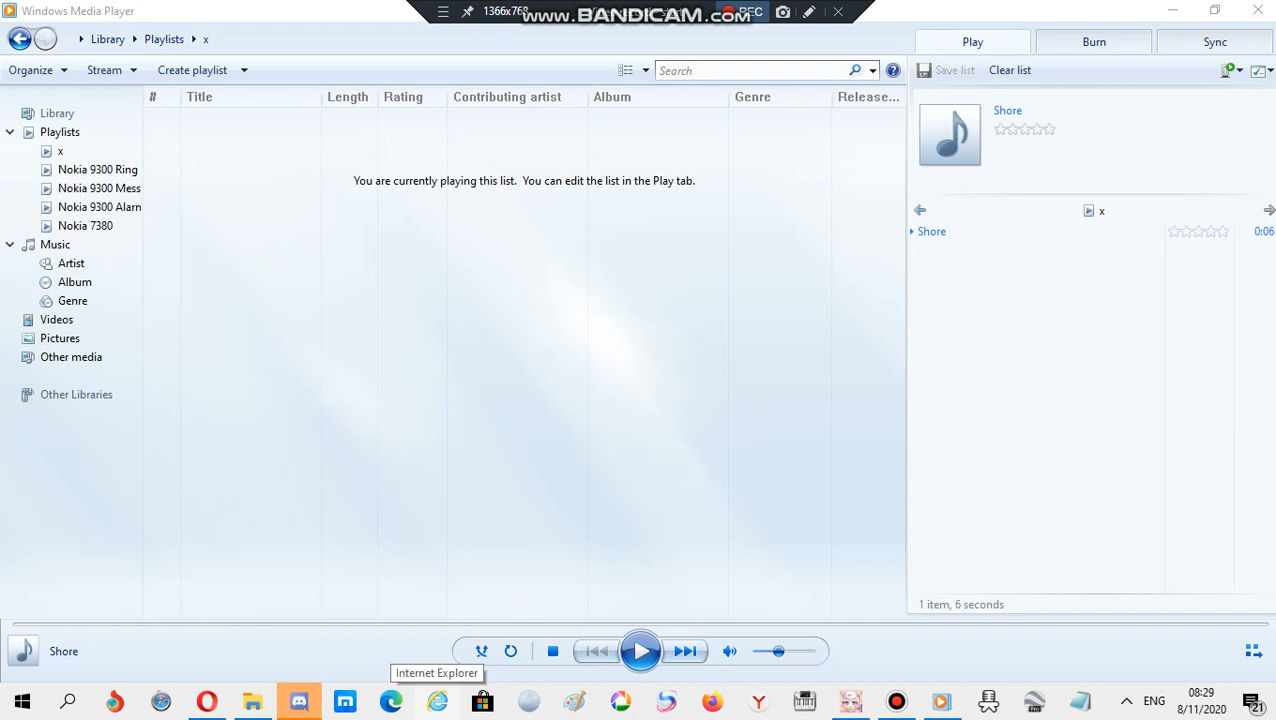 Windows Media Player
1366x768
www.BANDICAM.com
REC
Library
Playlists
x
Play
Burn
Sync
Organize
Stream
Create playlist
Search
Save list
Clear list
#
Title
Length
Rating
Contributing artist
Album
Genre
Release...
Library
Playlists
x
Nokia 9300 Ring
Nokia 9300 Mess
Nokia 9300 Alarn
Nokia 7380
Music
Artist
Album
Genre
Videos
Pictures
Other media
Other Libraries
You are currently playing this list. You can edit the list in the Play tab.
Shore
x
Shore
0:06
1 item, 6 seconds
Shore
Internet Explorer
ENG
08:29
8/11/2020
21